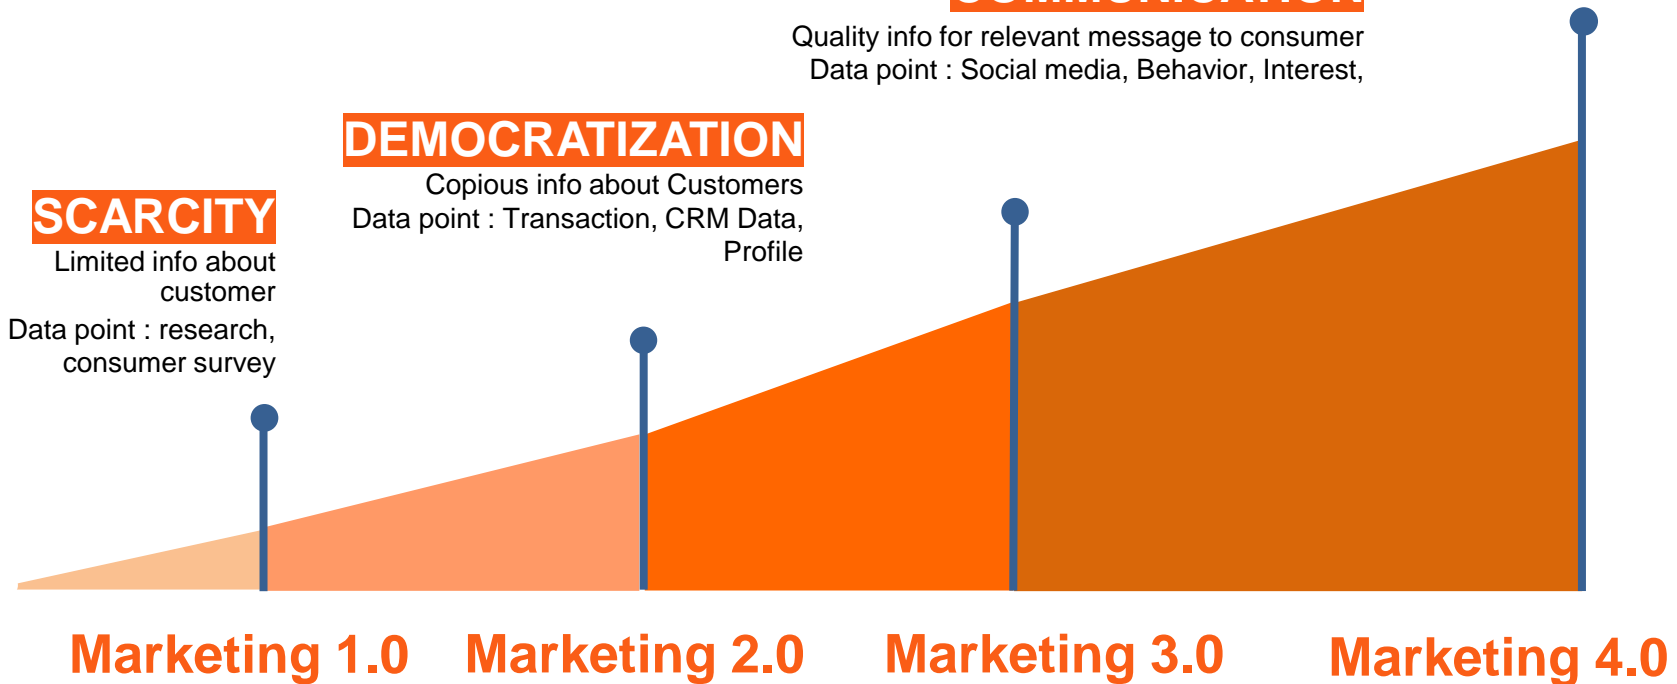 COMMUNICATION
Quality info for relevant message to consumer
Data point : Social media, Behavior, Interest,
DEMOCRATIZATION
Copious info about Customers
Data point : Transaction, CRM Data,
Profile
SCARCITY
Limited info about
customer
Data point : research,
consumer survey
Marketing 1.0
Marketing 2.0
Marketing 3.0
Marketing 4.0